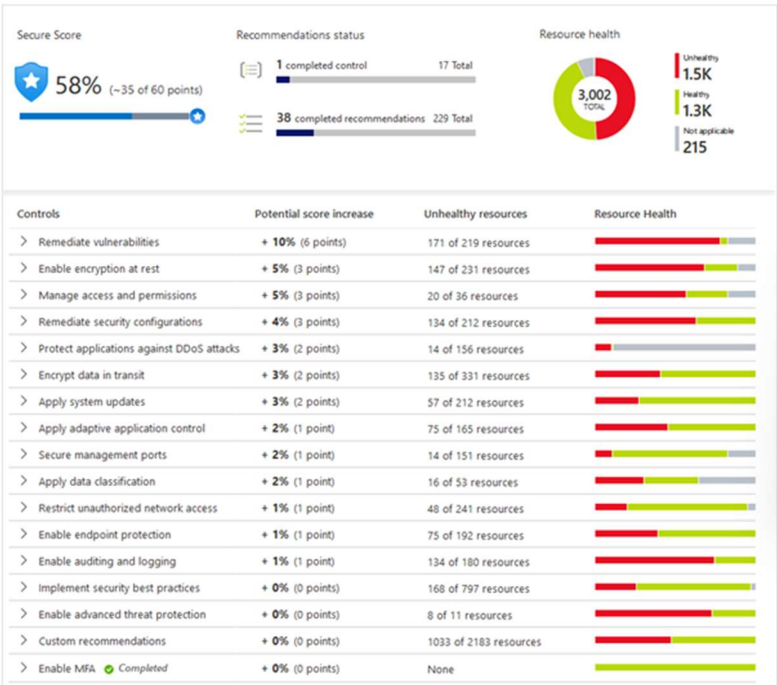 Secure Score
Recommendations status
Resource health
58% (~35 of 60 points)
1 completed control 17 Total
38 completed recommendations 229 Total
3,002
TOTAL
Unhealthy
1.5K
Healthy
1.3K
Not applicable
215
Controls Potential score increase Unhealthy resources Resource Health
Remediate vulnerabilities + 10% (6 points) 171 of 219 resources
Enable encryption at rest + 5% (3 points) 147 of 231 resources
Manage access and permissions + 5% (3 points) 20 of 36 resources
Remediate security configurations + 4% (3 points) 134 of 212 resources
Protect applications against DDoS attacks + 3% (2 points) 14 of 156 resources
Encrypt data in transit + 3% (2 points) 135 of 331 resources
Apply system updates + 3% (2 points) 57 of 212 resources
Apply adaptive application control + 2% (1 point) 75 of 165 resources
Secure management ports + 2% (1 point) 14 of 151 resources
Apply data classification + 2% (1 point) 16 of 53 resources
Restrict unauthorized network access + 1% (1 point) 48 of 241 resources
Enable endpoint protection + 1% (1 point) 75 of 192 resources
Enable auditing and logging + 1% (1 point) 134 of 180 resources
Implement security best practices + 0% (0 points) 168 of 797 resources
Enable advanced threat protection + 0% (0 points) 8 of 11 resources
Custom recommendations + 0% (0 points) 1033 of 2183 resources
Enable MFA Completed + 0% (0 points) None